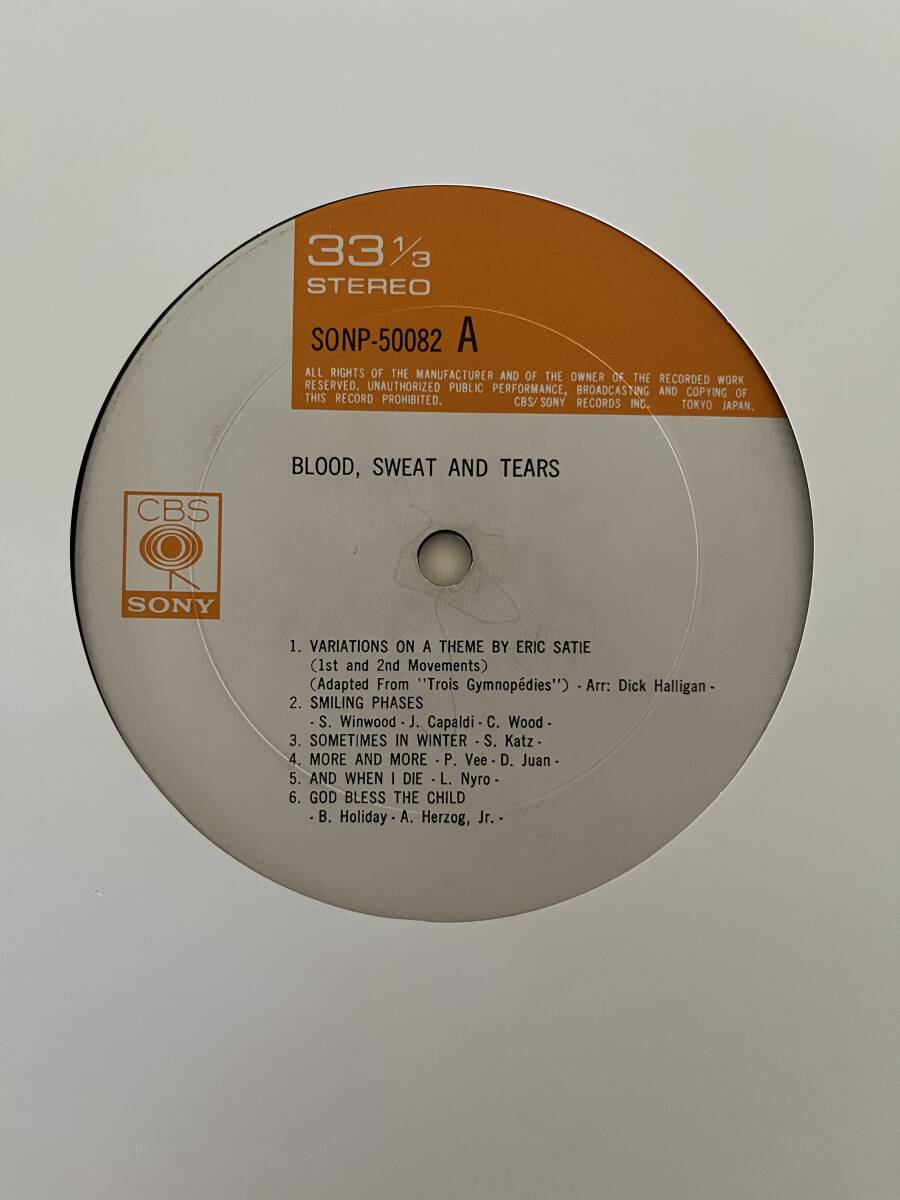 33 1/3
STEREO
SONP-50082 A
ALL RIGHTS OF THE MANUFACTURER AND OF THE OWNER OF THE RECORDED WORK
RESERVED. UNAUTHORIZED PUBLIC PERFORMANCE, BROADCASTING AND COPYING OF
THIS RECORD PROHIBITED. CBS/SONY RECORDS INC. TOKYO JAPAN.
BLOOD, SWEAT AND TEARS
CBS
SONY
1. VARIATIONS ON A THEME BY ERIC SATIE
(1st and 2nd Movements)
(Adapted From "Trois Gymnopédies") - Arr: Dick Halligan -
2. SMILING PHASES
- S. Winwood - J. Capaldi - C. Wood -
3. SOMETIMES IN WINTER - S. Katz -
4. MORE AND MORE - P. Vee - D. Juan -
5. AND WHEN I DIE - L. Nyro -
6. GOD BLESS THE CHILD
- B. Holiday - A. Herzog, Jr. -